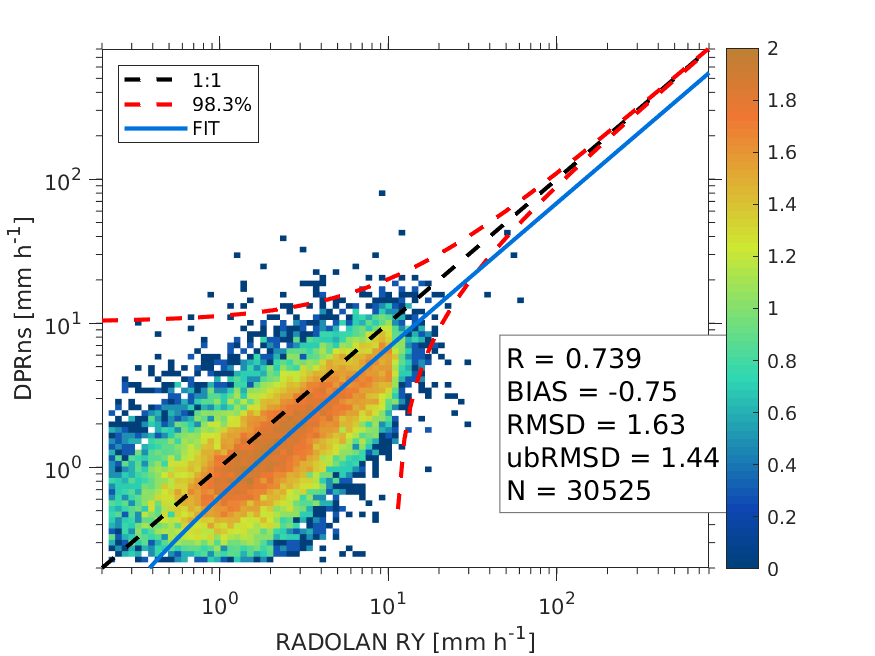 1:1
98.3%
FIT
DPRns [mm h⁻¹]
10²
10¹
10⁰
R = 0.739
BIAS = -0.75
RMSD = 1.63
ubRMSD = 1.44
N = 30525
10⁰ 10¹ 10²
RADOLAN RY [mm h⁻¹]
2
1.8
1.6
1.4
1.2
1
0.8
0.6
0.4
0.2
0